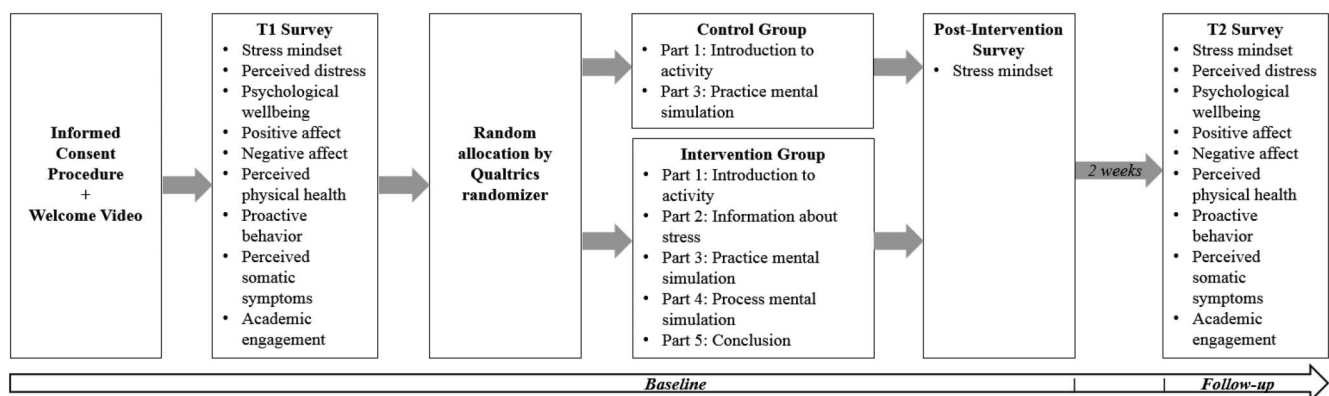 Informed
Consent
Procedure
+
Welcome Video
T1 Survey
• Stress mindset
• Perceived distress
• Psychological
wellbeing
• Positive affect
• Negative affect
• Perceived
physical health
• Proactive
behavior
• Perceived
somatic
symptoms
• Academic
engagement
Random
allocation by
Qualtrics
randomizer
Control Group
• Part 1: Introduction to
activity
• Part 3: Practice mental
simulation
Intervention Group
• Part 1: Introduction to
activity
• Part 2: Information about
stress
• Part 3: Practice mental
simulation
• Part 4: Process mental
simulation
• Part 5: Conclusion
Post-Intervention
Survey
• Stress mindset
2 weeks
T2 Survey
• Stress mindset
• Perceived distress
• Psychological
wellbeing
• Positive affect
• Negative affect
• Perceived
physical health
• Proactive
behavior
• Perceived
somatic
symptoms
• Academic
engagement
Baseline
Follow-up